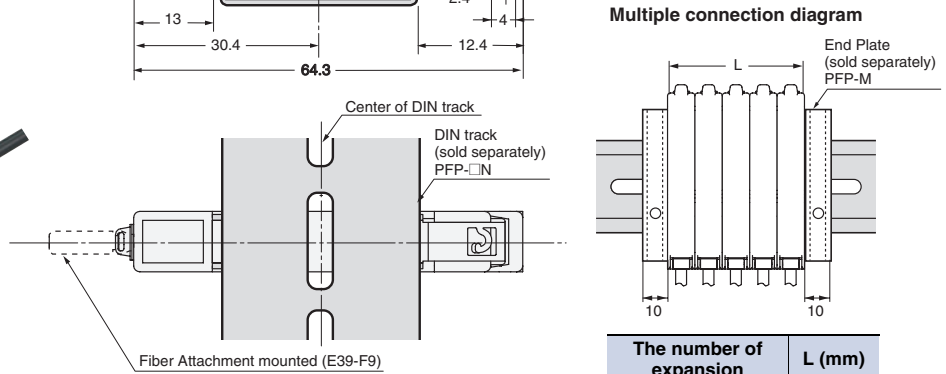 2.4
4
13
30.4
12.4
64.3
Center of DIN track
DIN track
(sold separately)
PFP-□N
Fiber Attachment mounted (E39-F9)
Multiple connection diagram
End Plate
(sold separately)
PFP-M
L
10
10
The number of
expansion
L (mm)